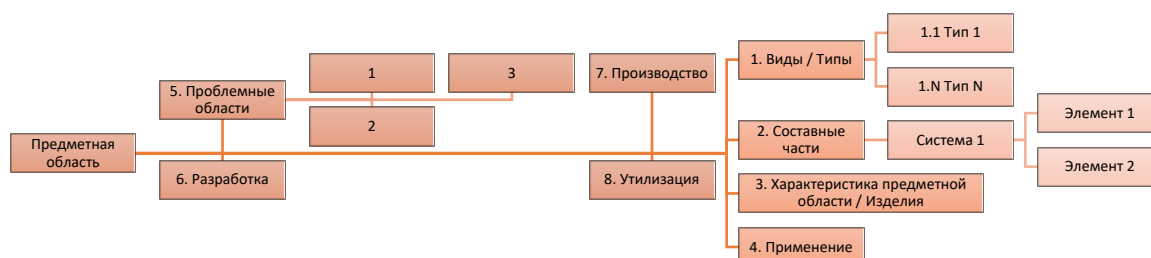 Предметная
область
5. Проблемные
области
1
2
3
6. Разработка
7. Производство
8. Утилизация
1. Виды / Типы
1.1 Тип 1
1.N Тип N
2. Составные
части
Система 1
Элемент 1
Элемент 2
3. Характеристика предметной
области / Изделия
4. Применение